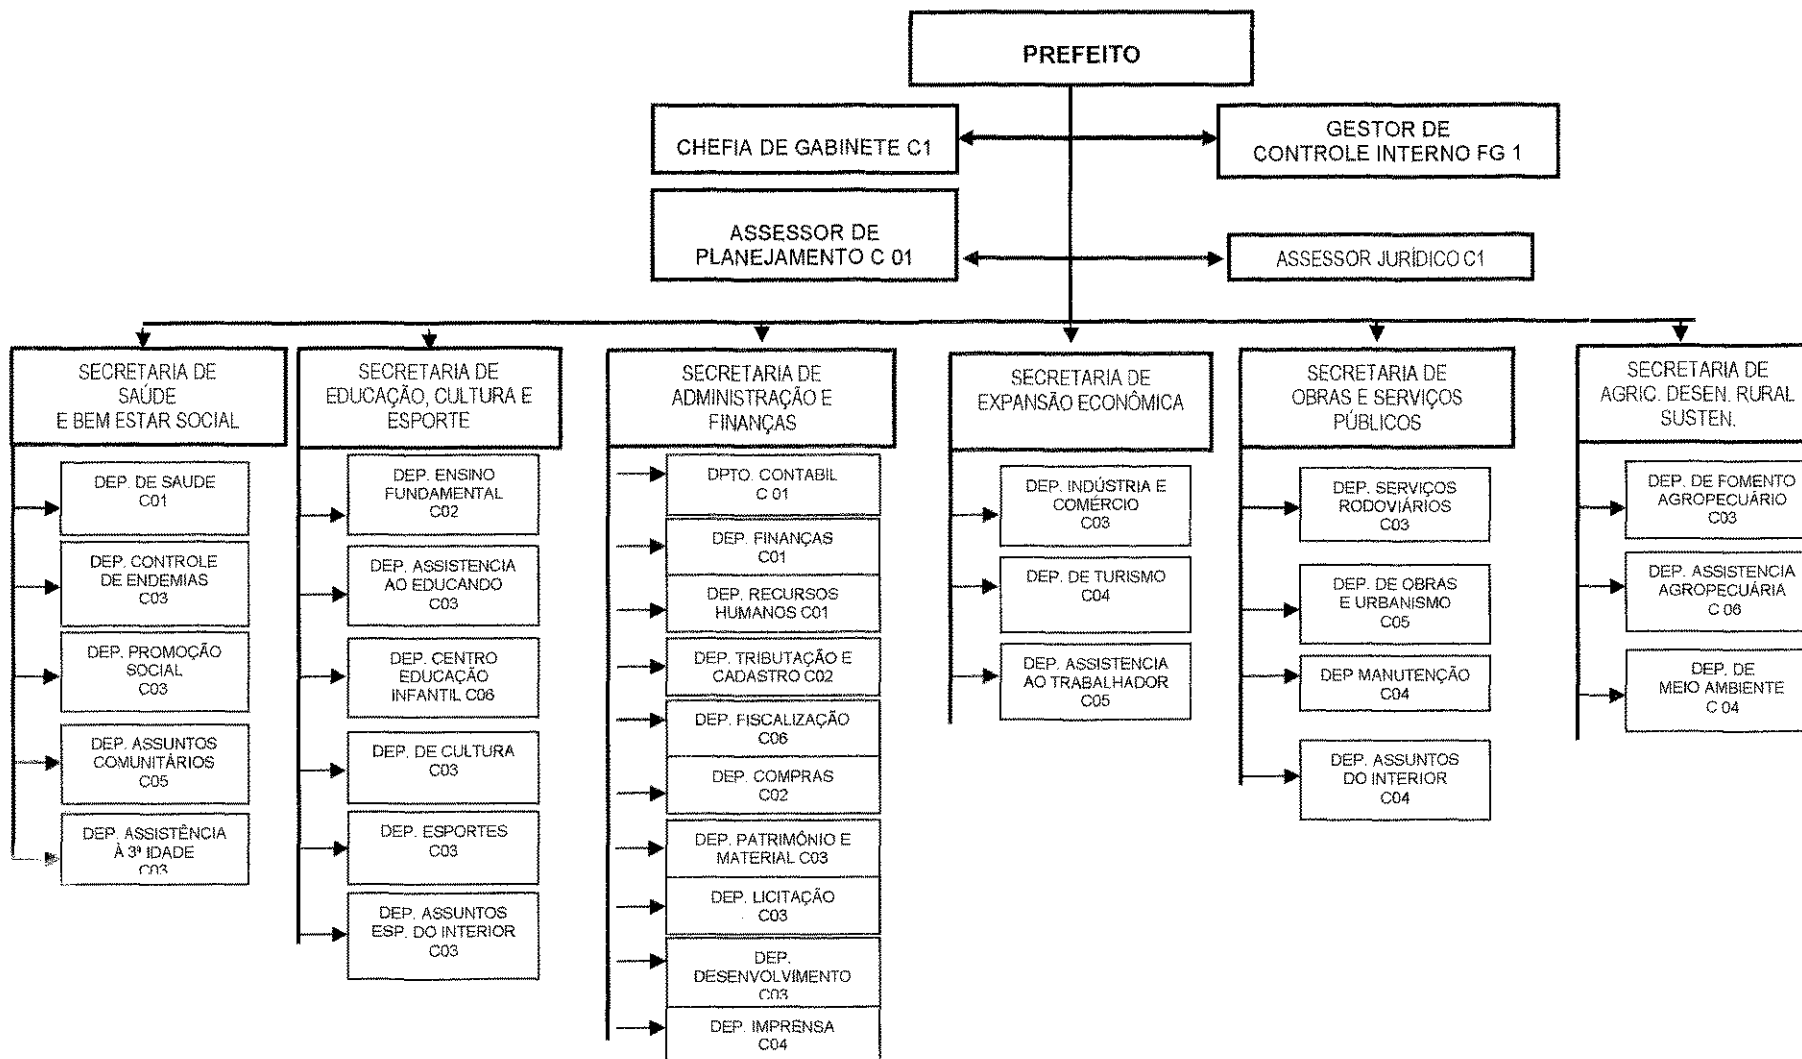 PREFEITO
CHEFIA DE GABINETE C1
GESTOR DE
CONTROLE INTERNO FG 1
ASSESSOR DE
PLANEJAMENTO C 01
ASSESSOR JURÍDICO C1
SECRETARIA DE
SAÚDE
E BEM ESTAR SOCIAL
SECRETARIA DE
EDUCAÇÃO, CULTURA E
ESPORTE
SECRETARIA DE
ADMINISTRAÇÃO E
FINANÇAS
SECRETARIA DE
EXPANSÃO ECONÔMICA
SECRETARIA DE
OBRAS E SERVIÇOS
PÚBLICOS
SECRETARIA DE
AGRIC. DESEN. RURAL
SUSTEN.
DEP. DE SAUDE
C01
DEP. CONTROLE
DE ENDEMIAS
C03
DEP. PROMOÇÃO
SOCIAL
C03
DEP. ASSUNTOS
COMUNITÁRIOS
C05
DEP. ASSISTÊNCIA
À 3ª IDADE
C03
DEP. ENSINO
FUNDAMENTAL
C02
DEP. ASSISTENCIA
AO EDUCANDO
C03
DEP. CENTRO
EDUCAÇÃO
INFANTIL C06
DEP. DE CULTURA
C03
DEP. ESPORTES
C03
DEP. ASSUNTOS
ESP. DO INTERIOR
C03
DPTO. CONTABIL
C 01
DEP. FINANÇAS
C01
DEP. RECURSOS
HUMANOS C01
DEP. TRIBUTAÇÃO E
CADASTRO C02
DEP. FISCALIZAÇÃO
C06
DEP. COMPRAS
C02
DEP. PATRIMÔNIO E
MATERIAL C03
DEP. LICITAÇÃO
C03
DEP.
DESENVOLVIMENTO
C03
DEP. IMPRENSA
C04
DEP. INDÚSTRIA E
COMÉRCIO
C03
DEP. DE TURISMO
C04
DEP. ASSISTENCIA
AO TRABALHADOR
C05
DEP. SERVIÇOS
RODOVIÁRIOS
C03
DEP. DE OBRAS
E URBANISMO
C05
DEP MANUTENÇÃO
C04
DEP. ASSUNTOS
DO INTERIOR
C04
DEP. DE FOMENTO
AGROPECUÁRIO
C03
DEP. ASSISTENCIA
AGROPECUÁRIA
C 06
DEP. DE
MEIO AMBIENTE
C 04